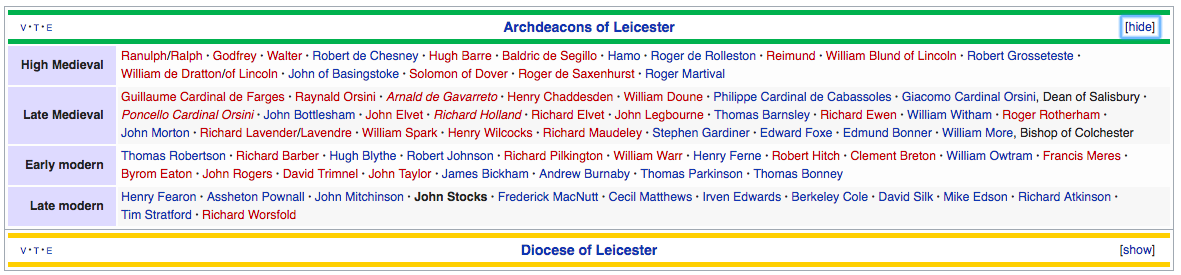 V·T·E Archdeacons of Leicester [hide]
High Medieval
Ranulph/Ralph · Godfrey · Walter · Robert de Chesney · Hugh Barre · Baldric de Segillo · Hamo · Roger de Rolleston · Reimund · William Blund of Lincoln · Robert Grosseteste ·
William de Dratton/of Lincoln · John of Basingstoke · Solomon of Dover · Roger de Saxenhurst · Roger Martival
Late Medieval
Guillaume Cardinal de Farges · Raynald Orsini · Arnald de Gavarreto · Henry Chaddesden · William Doune · Philippe Cardinal de Cabassoles · Giacomo Cardinal Orsini, Dean of Salisbury ·
Poncello Cardinal Orsini · John Bottlesham · John Elvet · Richard Holland · Richard Elvet · John Legbourne · Thomas Barnsley · Richard Ewen · William Witham · Roger Rotherham ·
John Morton · Richard Lavender/Lavendre · William Spark · Henry Wilcocks · Richard Maudeley · Stephen Gardiner · Edward Foxe · Edmund Bonner · William More, Bishop of Colchester
Early modern
Thomas Robertson · Richard Barber · Hugh Blythe · Robert Johnson · Richard Pilkington · William Warr · Henry Ferne · Robert Hitch · Clement Breton · William Owtram · Francis Meres ·
Byrom Eaton · John Rogers · David Trimnel · John Taylor · James Bickham · Andrew Burnaby · Thomas Parkinson · Thomas Bonney
Late modern
Henry Fearon · Assheton Pownall · John Mitchinson · John Stocks · Frederick MacNutt · Cecil Matthews · Irven Edwards · Berkeley Cole · David Silk · Mike Edson · Richard Atkinson ·
Tim Stratford · Richard Worsfold
V·T·E Diocese of Leicester [show]